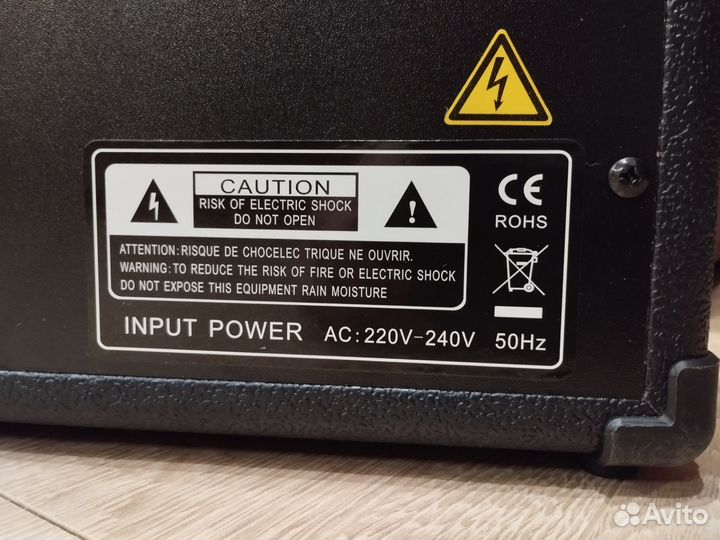 CAUTION
RISK OF ELECTRIC SHOCK
DO NOT OPEN
ATTENTION: RISQUE DE CHOCELEC TRIQUE NE OUVRIR.
WARNING: TO REDUCE THE RISK OF FIRE OR ELECTRIC SHOCK
DO NOT EXPOSE THIS EQUIPMENT RAIN MOISTURE
CE
ROHS
INPUT POWER AC: 220V-240V 50Hz
Avito